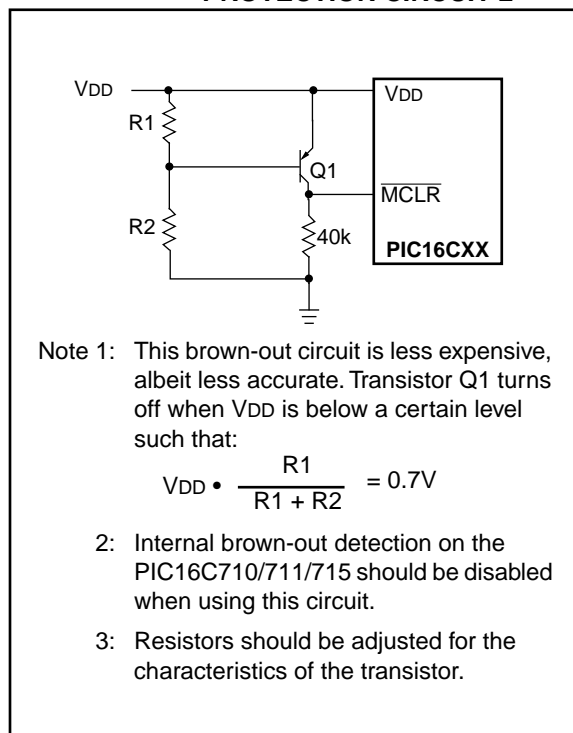 PROTECTION CIRCUIT 2
VDD
VDD
R1
Q1
MCLR
R2
40k
PIC16CXX
Note 1: This brown-out circuit is less expensive,
albeit less accurate. Transistor Q1 turns
off when VDD is below a certain level
such that:
VDD • R1 / R1 + R2 = 0.7V
2: Internal brown-out detection on the
PIC16C710/711/715 should be disabled
when using this circuit.
3: Resistors should be adjusted for the
characteristics of the transistor.